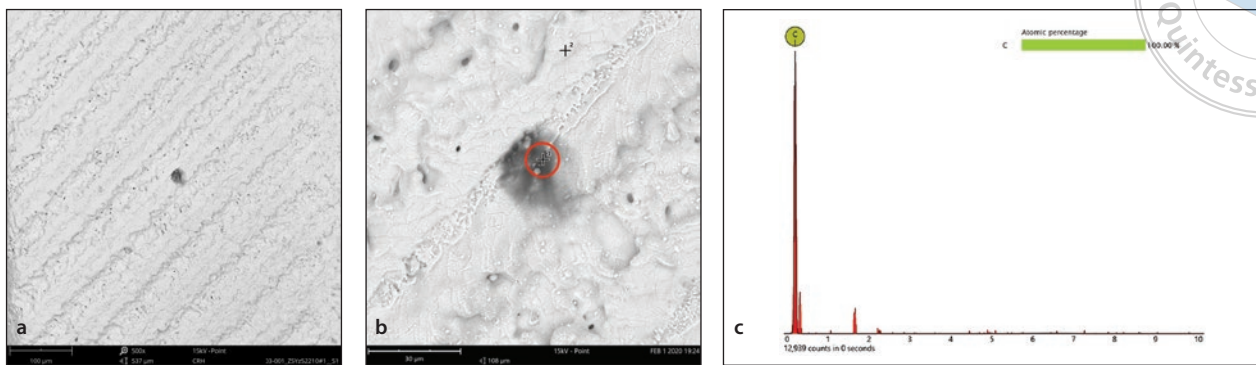 a
100 µm
500x
537 µm
15kV - Point
CRH
b
2
30 µm
108 µm
15kV - Point
FEB 1 2020 19:24
c
C
Atomic percentage
C 100.00 %
0 1 2 3 4 5 6 7 8 9 10
12,939 counts in 0 seconds
Quintess